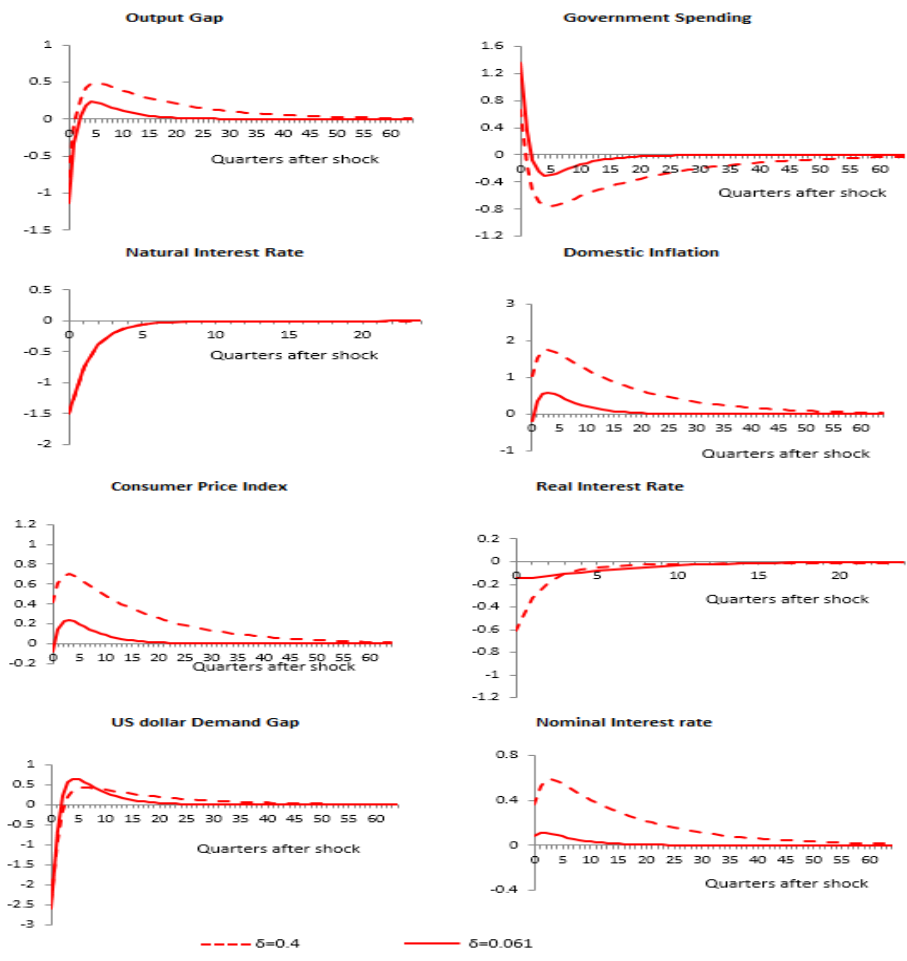 Output Gap
1
0.5
0
-0.5
-1
-1.5
0 5 10 15 20 25 30 35 40 45 50 55 60
Quarters after shock
Government Spending
1.6
1.2
0.8
0.4
0
-0.4
-0.8
-1.2
0 5 10 15 20 25 30 35 40 45 50 55 60
Quarters after shock
Natural Interest Rate
0.5
0
-0.5
-1
-1.5
-2
0 5 10 15 20
Quarters after shock
Domestic Inflation
3
2
1
0
-1
0 5 10 15 20 25 30 35 40 45 50 55 60
Quarters after shock
Consumer Price Index
1.2
1
0.8
0.6
0.4
0.2
0
-0.2
0 5 10 15 20 25 30 35 40 45 50 55 60
Quarters after shock
Real Interest Rate
0.2
0
-0.2
-0.4
-0.6
-0.8
-1
-1.2
0 5 10 15 20
Quarters after shock
US dollar Demand Gap
1
0.5
0
-0.5
-1
-1.5
-2
-2.5
-3
0 5 10 15 20 25 30 35 40 45 50 55 60
Quarters after shock
Nominal Interest rate
0.8
0.4
0
-0.4
0 5 10 15 20 25 30 35 40 45 50 55 60
Quarters after shock
δ=0.4
δ=0.061